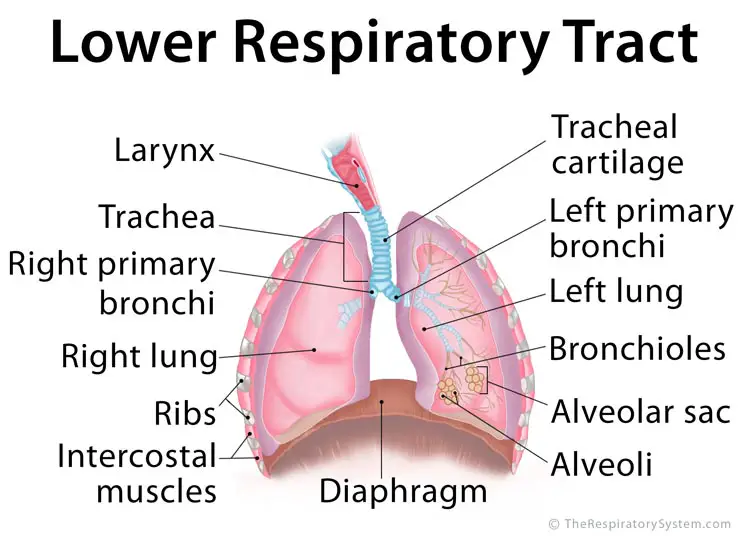 Lower Respiratory Tract
Larynx
Trachea
Right primary
bronchi
Right lung
Ribs
Intercostal
muscles
Diaphragm
Tracheal
cartilage
Left primary
bronchi
Left lung
Bronchioles
Alveolar sac
Alveoli
© TheRespiratorySystem.com